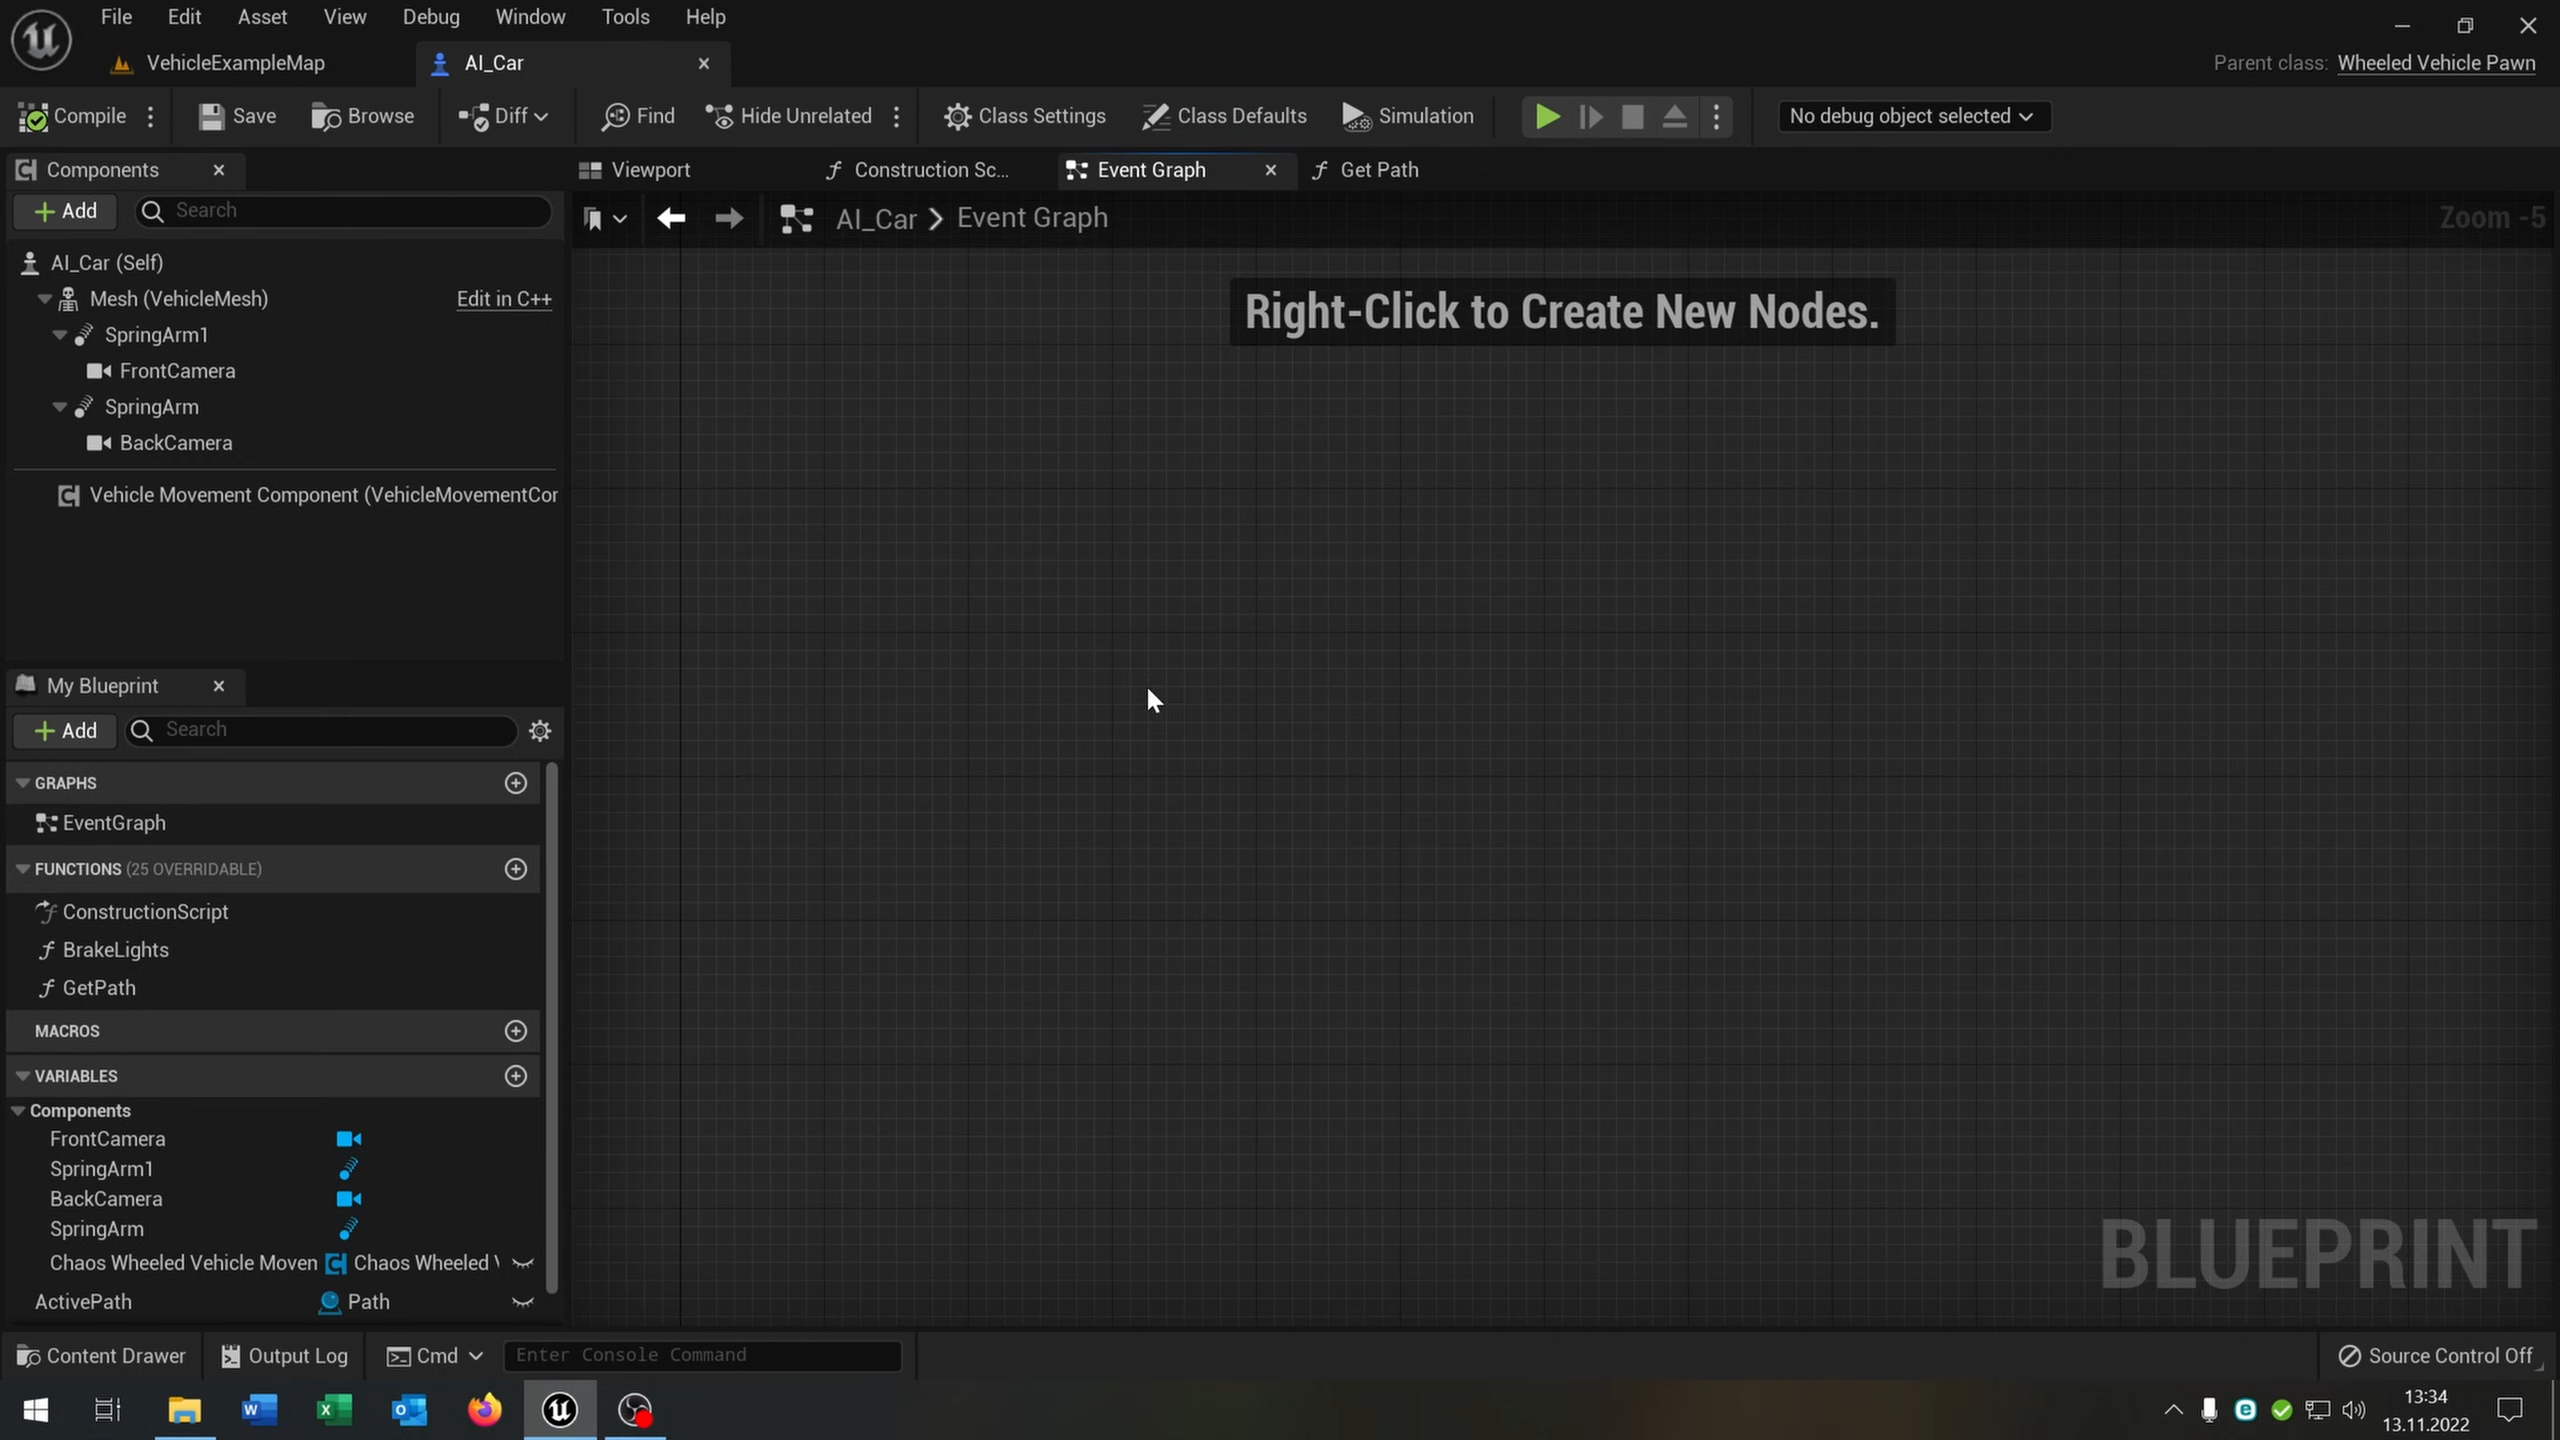 File Edit Asset View Debug Window Tools Help
VehicleExampleMap AI_Car
Parent class: Wheeled Vehicle Pawn
Compile Save Browse Diff Find Hide Unrelated Class Settings Class Defaults Simulation No debug object selected
Components
Viewport Construction Sc... Event Graph Get Path
Add Search
AI_Car Event Graph
Zoom -5
AI_Car (Self)
Mesh (VehicleMesh) Edit in C++
SpringArm1
FrontCamera
SpringArm
BackCamera
Vehicle Movement Component (VehicleMovementCor
Right-Click to Create New Nodes.
My Blueprint
Add Search
GRAPHS
EventGraph
FUNCTIONS (25 OVERRIDABLE)
ConstructionScript
BrakeLights
GetPath
MACROS
VARIABLES
Components
FrontCamera
SpringArm1
BackCamera
SpringArm
Chaos Wheeled Vehicle Moven Chaos Wheeled V
ActivePath Path
BLUEPRINT
Content Drawer Output Log Cmd Enter Console Command Source Control Off
13:34
13.11.2022